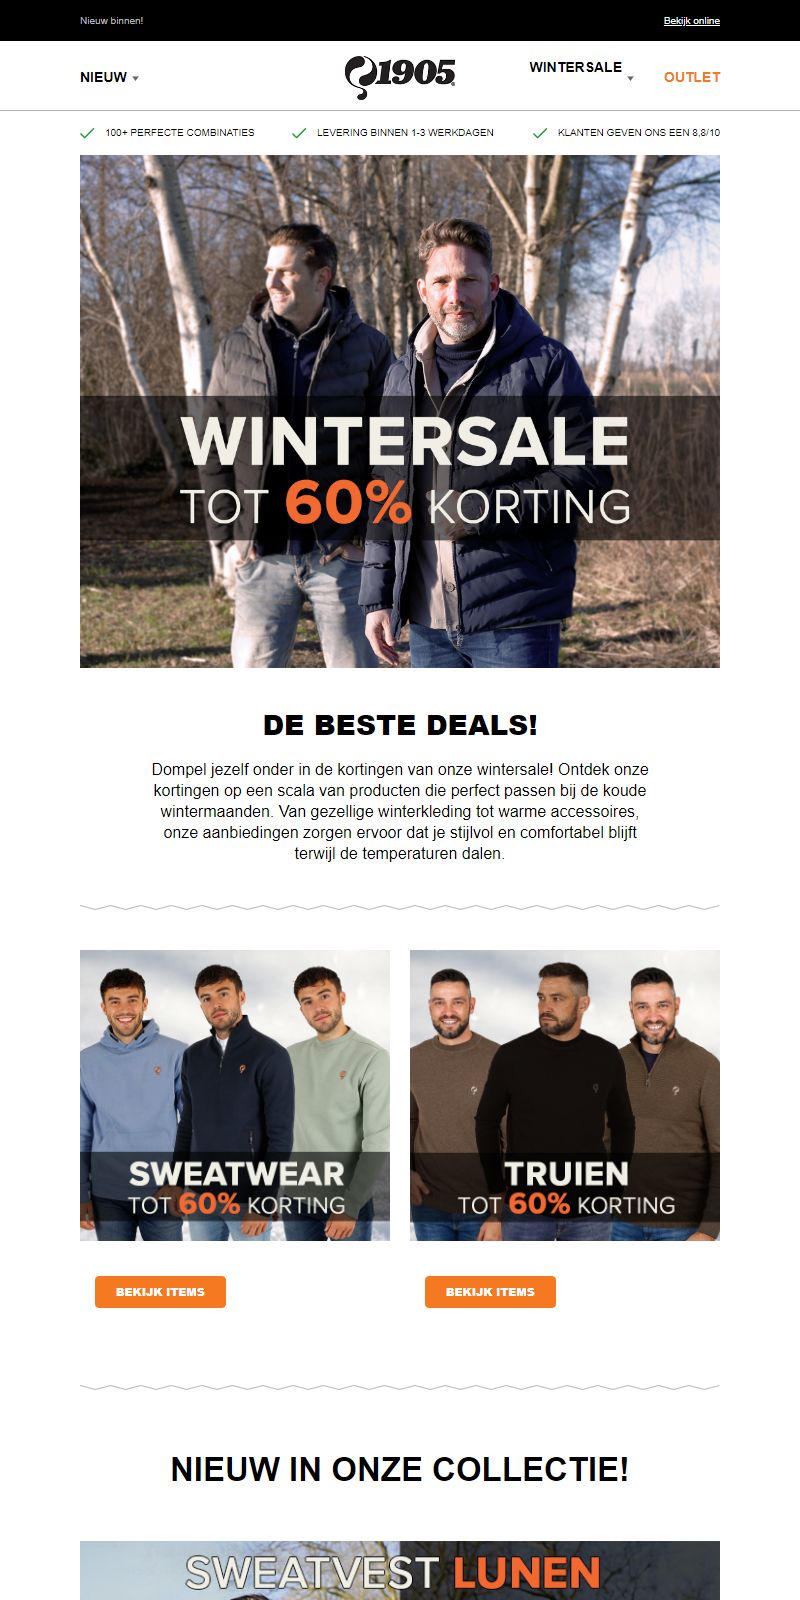 Nieuw binnen!
Bekijk online
NIEUW
1905
WINTERSALE
OUTLET
100+ PERFECTE COMBINATIES
LEVERING BINNEN 1-3 WERKDAGEN
KLANTEN GEVEN ONS EEN 8,8/10
WINTERSALE
TOT 60% KORTING
DE BESTE DEALS!
Dompel jezelf onder in de kortingen van onze wintersale! Ontdek onze
kortingen op een scala van producten die perfect passen bij de koude
wintermaanden. Van gezellige winterkleding tot warme accessoires,
onze aanbiedingen zorgen ervoor dat je stijlvol en comfortabel blijft
terwijl de temperaturen dalen.
SWEATWEAR
TOT 60% KORTING
TRUIEN
TOT 60% KORTING
BEKIJK ITEMS
BEKIJK ITEMS
NIEUW IN ONZE COLLECTIE!
SWEATVEST LUNEN